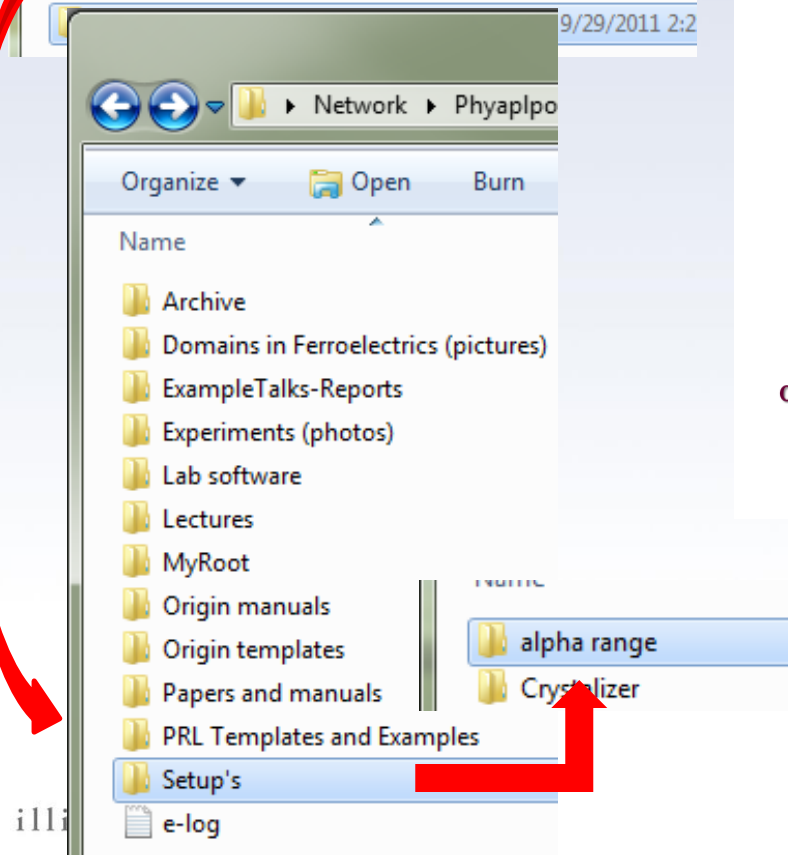 9/29/2011 2:2
Network Phyaplpo
Organize Open Burn
Name
Archive
Domains in Ferroelectrics (pictures)
ExampleTalks-Reports
Experiments (photos)
Lab software
Lectures
MyRoot
Origin manuals
Origin templates
Papers and manuals
PRL Templates and Examples
Setup's
e-log
Name
alpha range
Crystalizer
illi